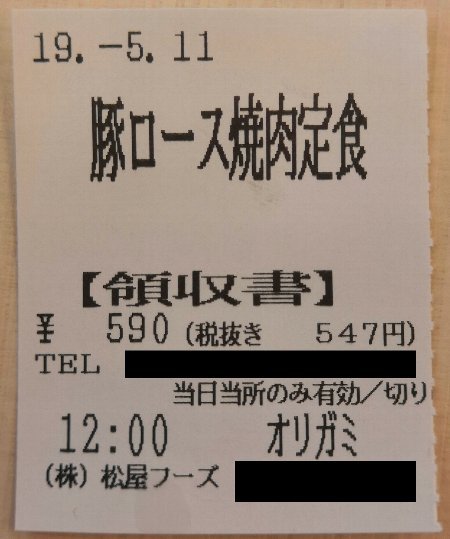 19. -5. 11
豚ロース焼肉定食
【領収書】
¥ 590 (税抜き 547円)
TEL
当日当所のみ有効／切り
12:00 オリガミ
(株) 松屋フーズ